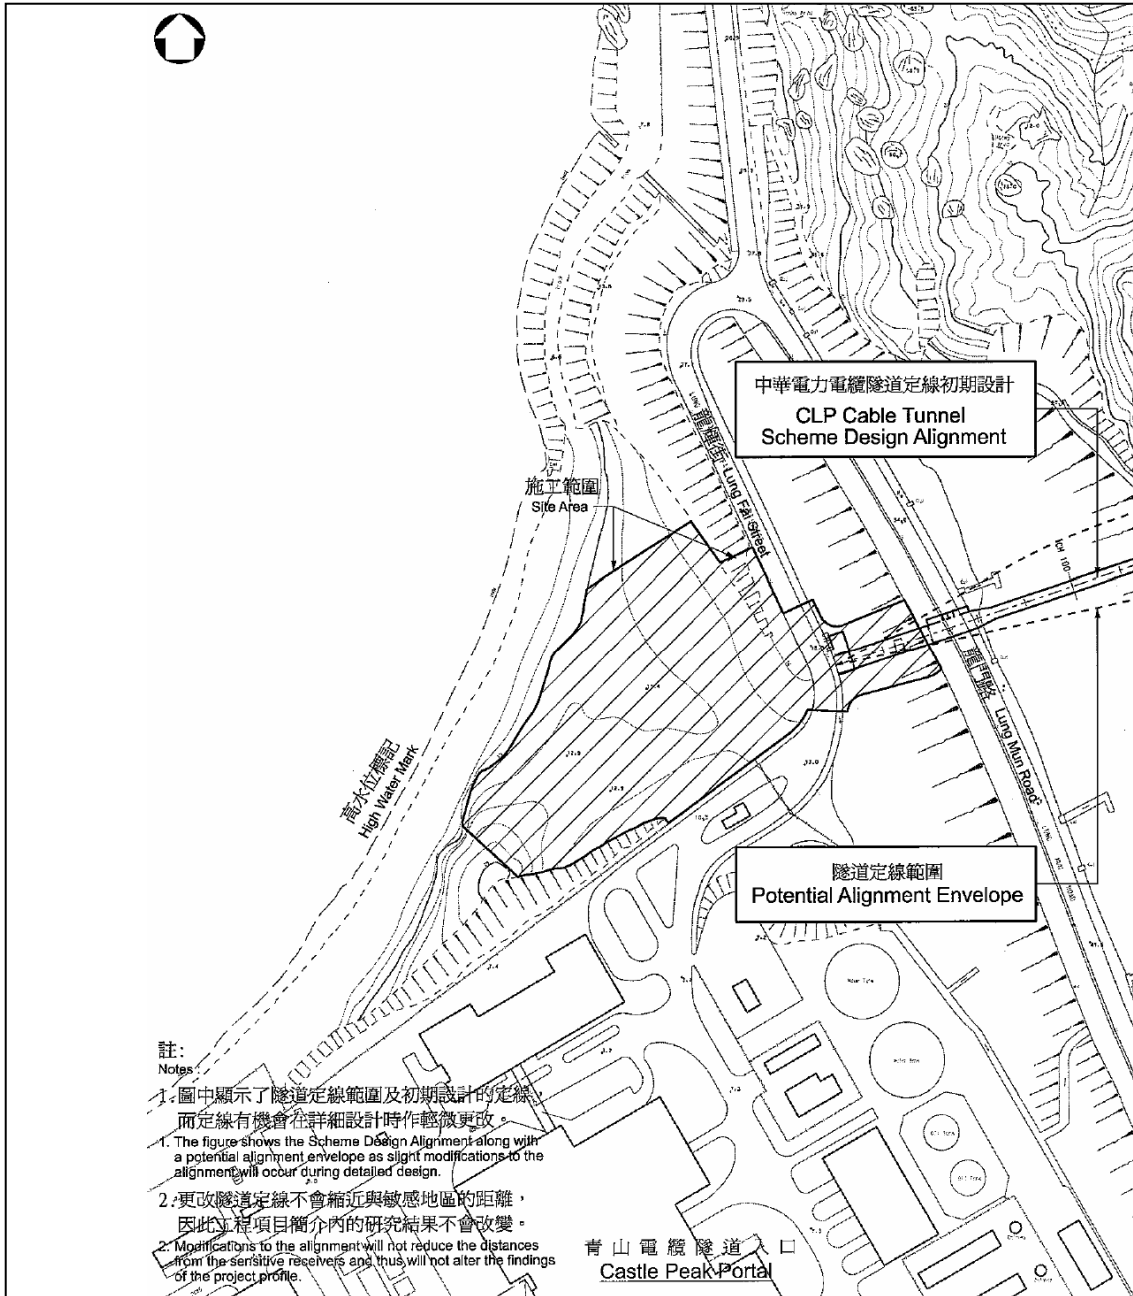 中華電力電纜隧道定線初期設計
CLP Cable Tunnel
Scheme Design Alignment
龍輝街 Lung Fai Street
施工範圍
Site Area
龍門路 Lung Mun Road
高水位標記
High Water Mark
隧道定線範圍
Potential Alignment Envelope
註:
Notes:
1. 圖中顯示了隧道定線範圍及初期設計的定線,
而定線有機會在詳細設計時作輕微更改。
1. The figure shows the Scheme Design Alignment along with
a potential alignment envelope as slight modifications to the
alignment will occur during detailed design.
2. 更改隧道定線不會縮近與敏感地區的距離,
因此工程項目簡介內的研究結果不會改變。
2. Modifications to the alignment will not reduce the distances
from the sensitive receivers and thus will not alter the findings
of the project profile.
青山電纜隧道入口
Castle Peak Portal